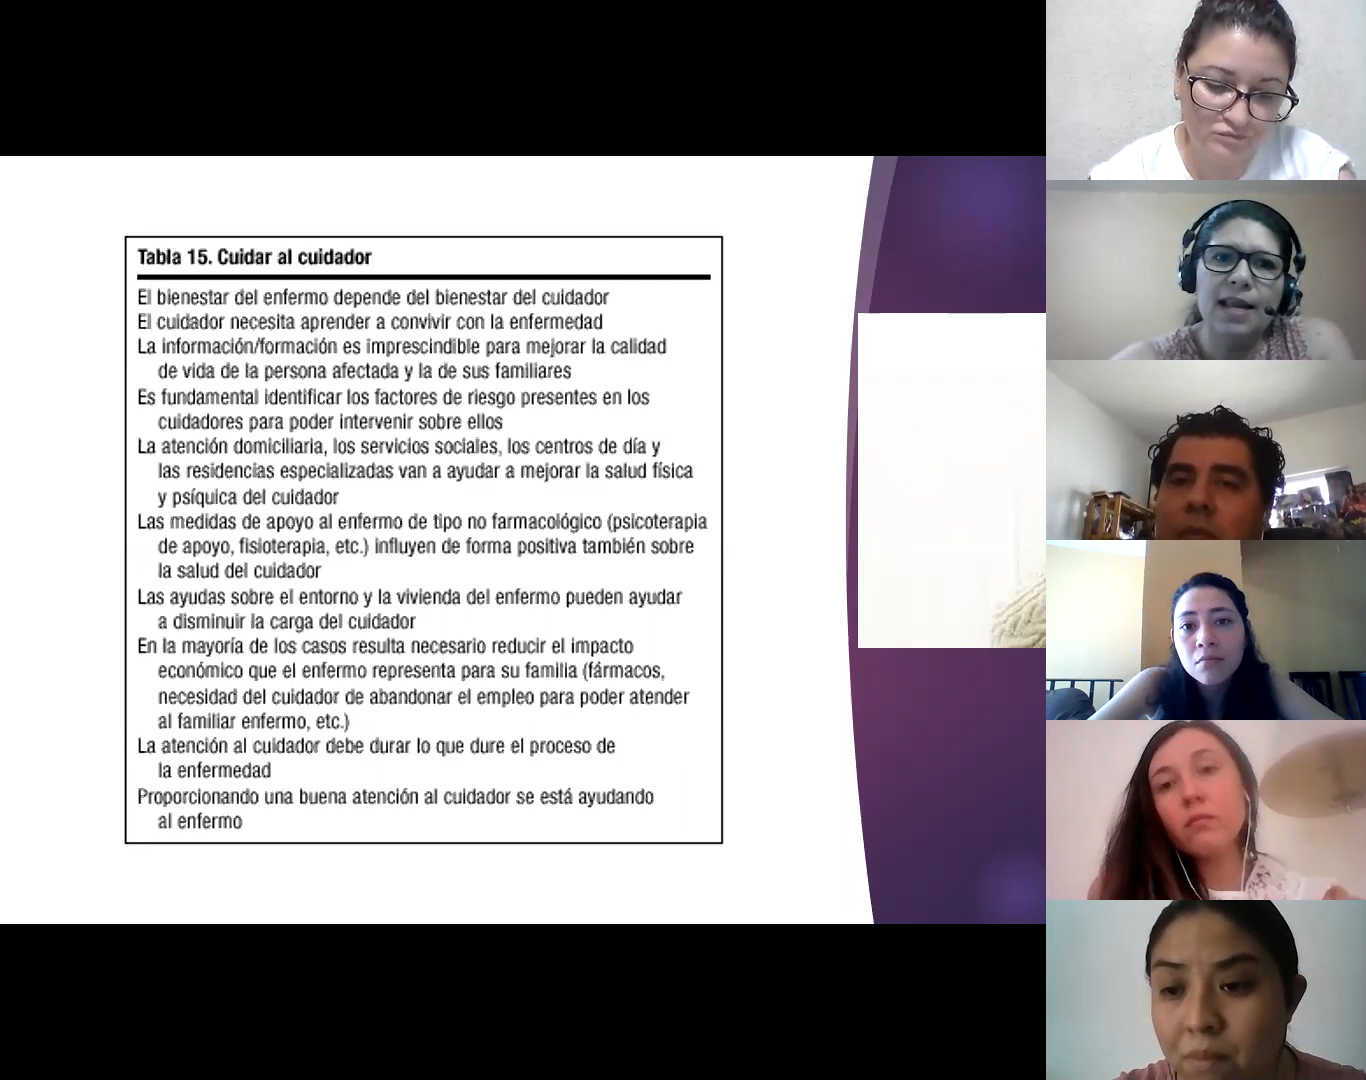 Tabla 15. Cuidar al cuidador
El bienestar del enfermo depende del bienestar del cuidador
El cuidador necesita aprender a convivir con la enfermedad
La información/formación es imprescindible para mejorar la calidad
de vida de la persona afectada y la de sus familiares
Es fundamental identificar los factores de riesgo presentes en los
cuidadores para poder intervenir sobre ellos
La atención domiciliaria, los servicios sociales, los centros de día y
las residencias especializadas van a ayudar a mejorar la salud física
y psíquica del cuidador
Las medidas de apoyo al enfermo de tipo no farmacológico (psicoterapia
de apoyo, fisioterapia, etc.) influyen de forma positiva también sobre
la salud del cuidador
Las ayudas sobre el entorno y la vivienda del enfermo pueden ayudar
a disminuir la carga del cuidador
En la mayoría de los casos resulta necesario reducir el impacto
económico que el enfermo representa para su familia (fármacos,
necesidad del cuidador de abandonar el empleo para poder atender
al familiar enfermo, etc.)
La atención al cuidador debe durar lo que dure el proceso de
la enfermedad
Proporcionando una buena atención al cuidador se está ayudando
al enfermo